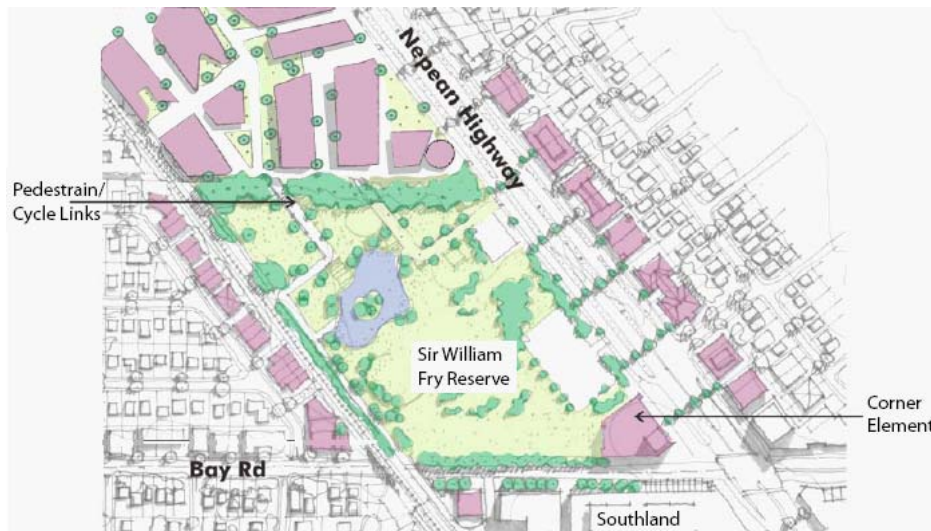 Nepean Highway
Pedestrain/
Cycle Links
Sir William
Fry Reserve
Corner
Element
Bay Rd
Southland